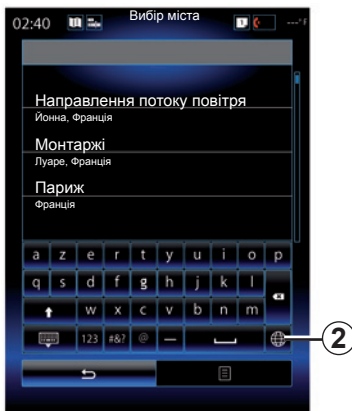 02:40 Вибір міста ---°F
Направлення потоку повітря
Йонна, Франція
Монтаржі
Луаре, Франція
Париж
Франція
a z e r t y u i o p
q s d f g h j k l
w x c v b n m
123 #&? @ —
2